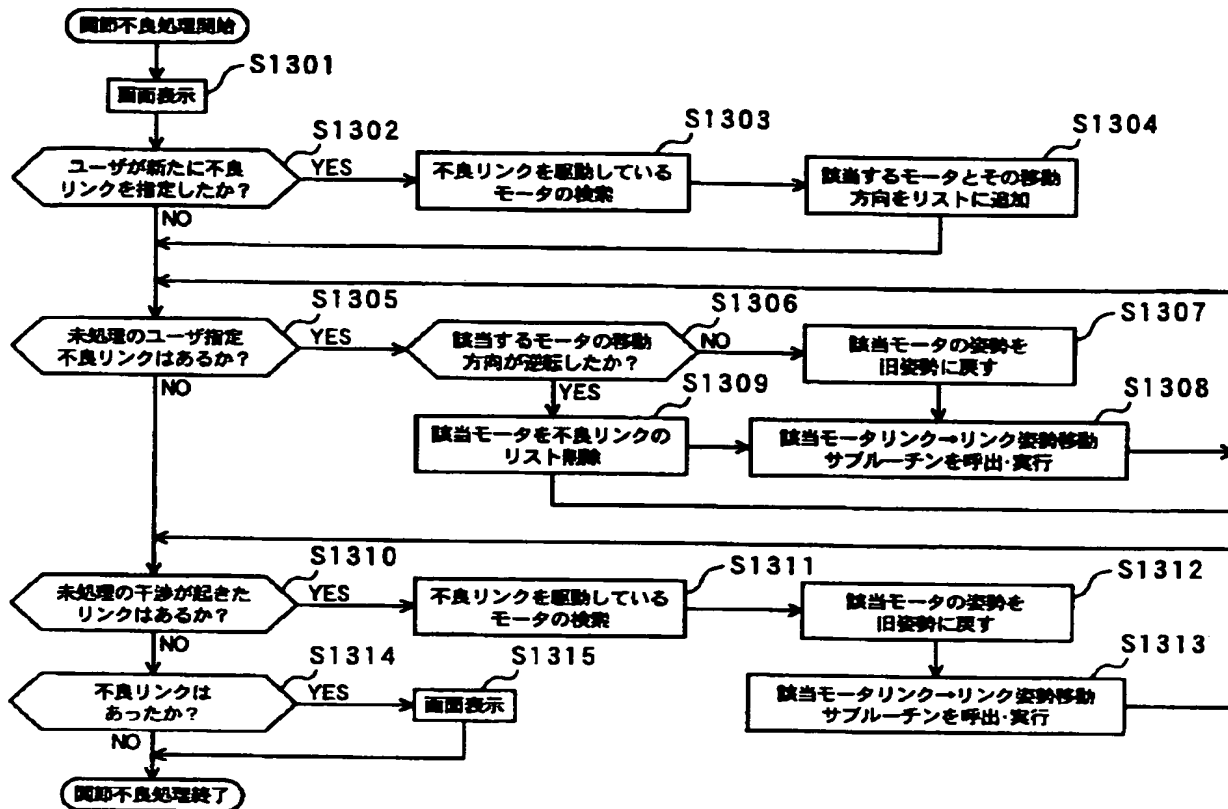 関節不良処理開始
S1301
画面表示
S1302
S1303
S1304
ユーザが新たに不良
リンクを指定したか?
YES
不良リンクを駆動している
モータの検索
該当するモータとその移動
方向をリストに追加
NO
S1305
S1306
S1307
未処理のユーザ指定
不良リンクはあるか?
YES
該当するモータの移動
方向が逆転したか?
NO
該当モータの姿勢を
旧姿勢に戻す
NO
YES
S1309
S1308
該当モータを不良リンクの
リスト削除
該当モータリンク→リンク姿勢移動
サブルーチンを呼出・実行
S1310
S1311
S1312
未処理の干渉が起きた
リンクはあるか?
YES
不良リンクを駆動している
モータの検索
該当モータの姿勢を
旧姿勢に戻す
NO
S1314
S1315
S1313
不良リンクは
あったか?
YES
画面表示
該当モータリンク→リンク姿勢移動
サブルーチンを呼出・実行
NO
関節不良処理終了